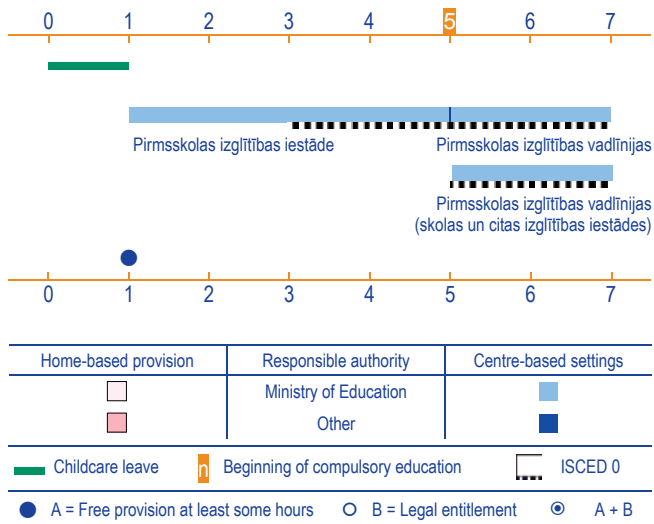 0 1 2 3 4 5 6 7
Pirmsskolas izglītības iestāde Pirmsskolas izglītības vadlīnijas
Pirmsskolas izglītības vadlīnijas
(skolas un citas izglītības iestādes)
0 1 2 3 4 5 6 7
Home-based provision Responsible authority Centre-based settings
Ministry of Education
Other
Childcare leave n Beginning of compulsory education ISCED 0
A = Free provision at least some hours B = Legal entitlement A + B